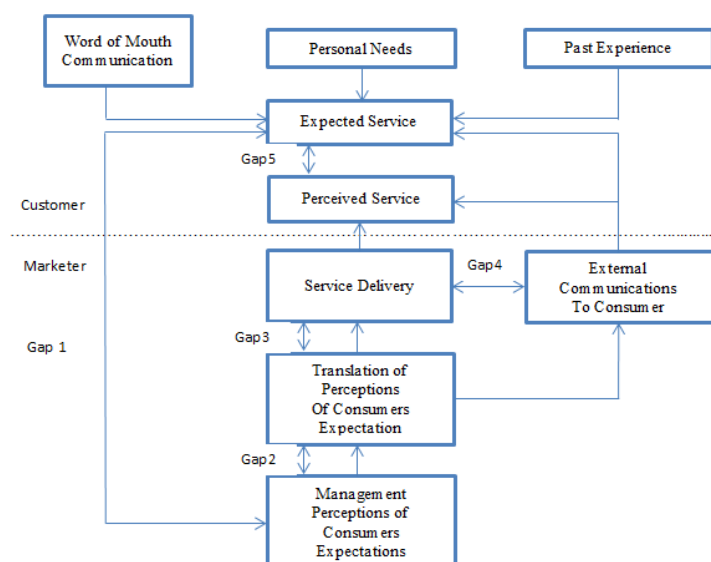 Word of Mouth
Communication
Personal Needs
Past Experience
Expected Service
Gap5
Perceived Service
Customer
Marketer
Service Delivery
Gap4
External
Communications
To Consumer
Gap3
Gap 1
Translation of
Perceptions
Of Consumers
Expectation
Gap2
Management
Perceptions of
Consumers
Expectations